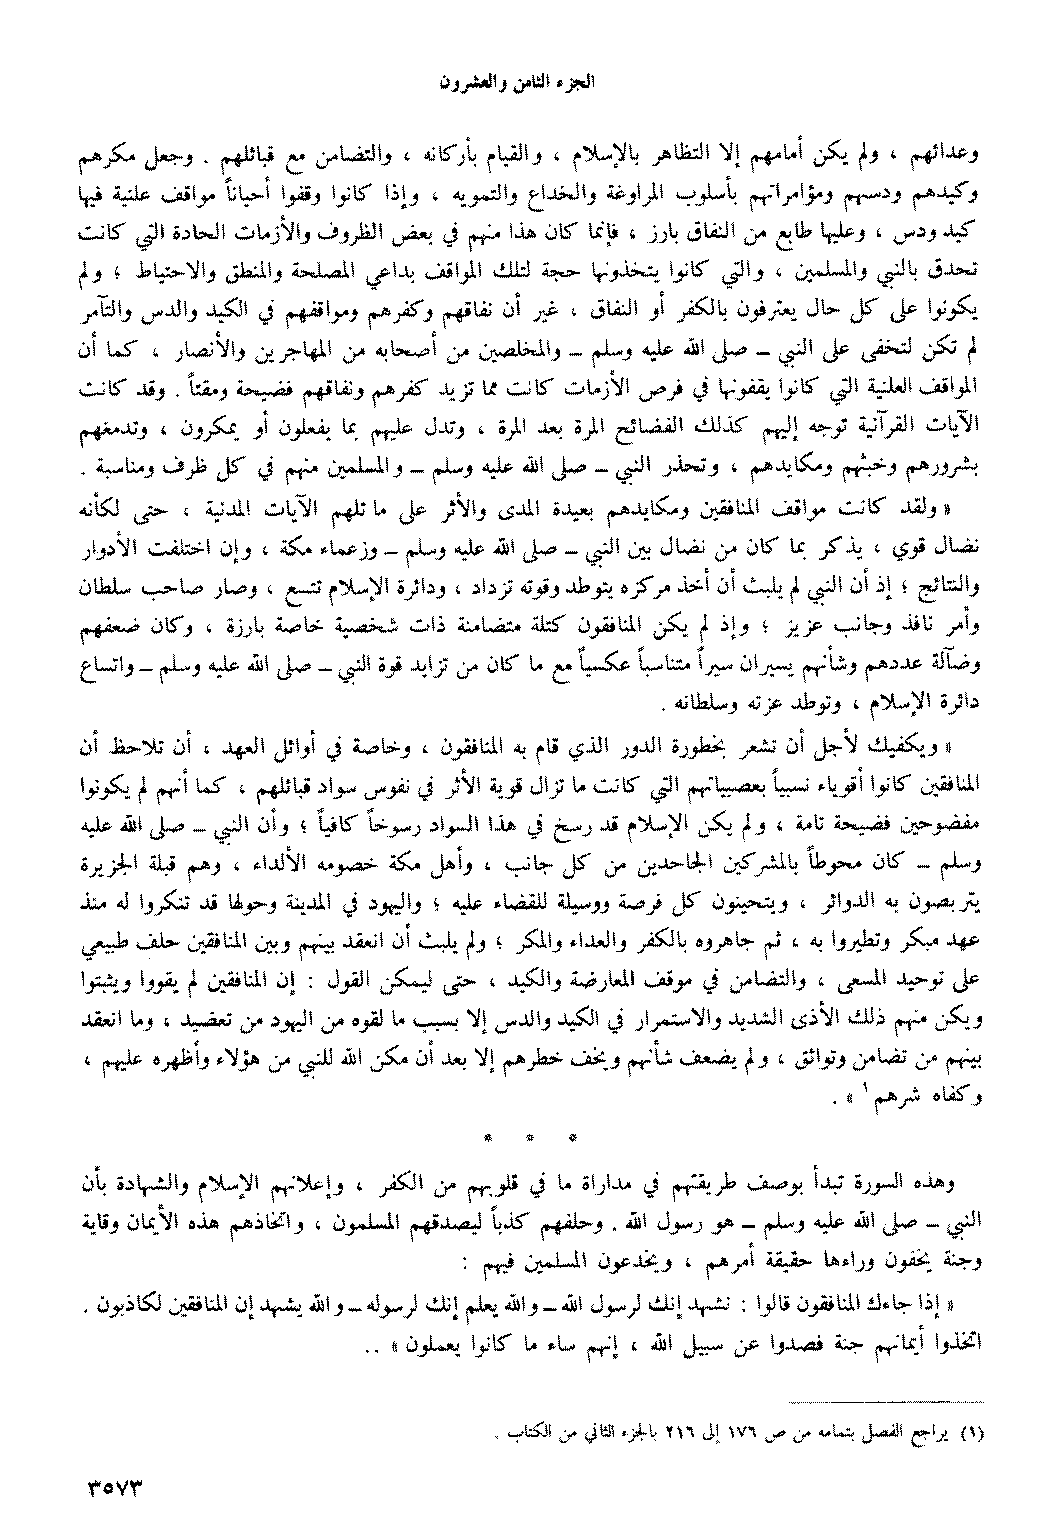 الجزء الثامن والعشرون
وعدائهم ، ولم يكن أمامهم إلا التظاهر بالإسلام ، والقيام بأركانه ، والتضامن مع قبائلهم . وجعل مكرهم
وكيدهم ودسهم ومؤامراتهم بأسلوب المراوغة والخداع والتمويه ، وإذا كانوا وقفوا أحياناً مواقف علنية فيها
كيد ودس ، وعليها طابع من النفاق بارز ، فإنما كان هذا منهم في بعض الظروف والأزمات الحادة التي كانت
تحدق بالنبي والمسلمين ، والتي كانوا يتخذونها حجة لتلك المواقف بداعي المصلحة والمنطق والاحتياط ؛ ولم
يكونوا على كل حال يعترفون بالكفر أو النفاق ، غير أن نفاقهم وكفرهم ومواقفهم في الكيد والدس والتآمر
لم تكن لتخفى على النبي – صلى الله عليه وسلم – والمخلصين من أصحابه من المهاجرين والأنصار ، كما أن
المواقف العلنية التي كانوا يقفونها في فرص الأزمات كانت مما تزيد كفرهم ونفاقهم فضيحة ومقتاً . وقد كانت
الآيات القرآنية توجه إليهم كذلك الفضائح المرة بعد المرة ، وتدل عليهم بما يفعلون أو يمكرون ، وتدمغهم
بشرورهم وخبثهم ومكايدهم ، وتحذر النبي – صلى الله عليه وسلم – والمسلمين منهم في كل ظرف ومناسبة .
« ولقد كانت مواقف المنافقين ومكايدهم بعيدة المدى والأثر على ما تلهم الآيات المدنية ، حتى لكأنه
نضال قوي ، يذكر بما كان من نضال بين النبي – صلى الله عليه وسلم – وزعماء مكة ، وإن اختلفت الأدوار
والنتائج ؛ إذ أن النبي لم يلبث أن أخذ مركزه يتوطد وقوته تزداد ، ودائرة الإسلام تتسع ، وصار صاحب سلطان
وأمر نافذ وجانب عزيز ؛ وإذ لم يكن المنافقون كتلة متضامنة ذات شخصية خاصة بارزة ، وكان ضعفهم
وضآلة عددهم وشأنهم يسيران سيراً متناسباً عكسياً مع ما كان من تزايد قوة النبي – صلى الله عليه وسلم – واتساع
دائرة الإسلام ، وتوطد عزته وسلطانه .
« ويكفيك لأجل أن تشعر بخطورة الدور الذي قام به المنافقون ، وخاصة في أوائل العهد ، أن تلاحظ أن
المنافقين كانوا أقوياء نسبياً بعصبياتهم التي كانت ما تزال قوية الأثر في نفوس سواد قبائلهم ، كما أنهم لم يكونوا
مفضوحين فضيحة تامة ، ولم يكن الإسلام قد رسخ في هذا السواد رسوخاً كافياً ؛ وأن النبي – صلى الله عليه
وسلم – كان محوطاً بالمشركين الجاحدين من كل جانب ، وأهل مكة خصومه الألداء ، وهم قبلة الجزيرة
يتربصون به الدوائر ، ويتحينون كل فرصة ووسيلة للقضاء عليه ؛ واليهود في المدينة وحولها قد تنكروا له منذ
عهد مبكر وتطيروا به ، ثم جاهروه بالكفر والعداء والمكر ؛ ولم يلبث أن انعقد بينهم وبين المنافقين حلف طبيعي
على توحيد المسعى ، والتضامن في موقف المعارضة والكيد ، حتى ليمكن القول : إن المنافقين لم يقووا ويثبتوا
ويكن منهم ذلك الأذى الشديد والاستمرار في الكيد والدس إلا بسبب ما لقوه من اليهود من تعضيد ، وما انعقد
بينهم من تضامن وتواثق ، ولم يضعف شأنهم ويخف خطرهم إلا بعد أن مكن الله للنبي من هؤلاء وأظهره عليهم ،
وكفاه شرهم ١ » .
* * *
وهذه السورة تبدأ بوصف طريقتهم في مداراة ما في قلوبهم من الكفر ، وإعلانهم الإسلام والشهادة بأن
النبي – صلى الله عليه وسلم – هو رسول الله . وحلفهم كذباً ليصدقهم المسلمون ، واتخاذهم هذه الأيمان وقاية
وجنة يخفون وراءها حقيقة أمرهم ، ويخدعون المسلمين فيهم :
« إذا جاءك المنافقون قالوا : نشهد إنك لرسول الله – والله يعلم إنك لرسوله – والله يشهد إن المنافقين لكاذبون .
اتخذوا أيمانهم جنة فصدوا عن سبيل الله ، إنهم ساء ما كانوا يعملون » ..
(١) يراجع الفصل بتمامه من ص ١٧٦ إلى ٢١٦ بالجزء الثاني من الكتاب .
٣٥٧٣